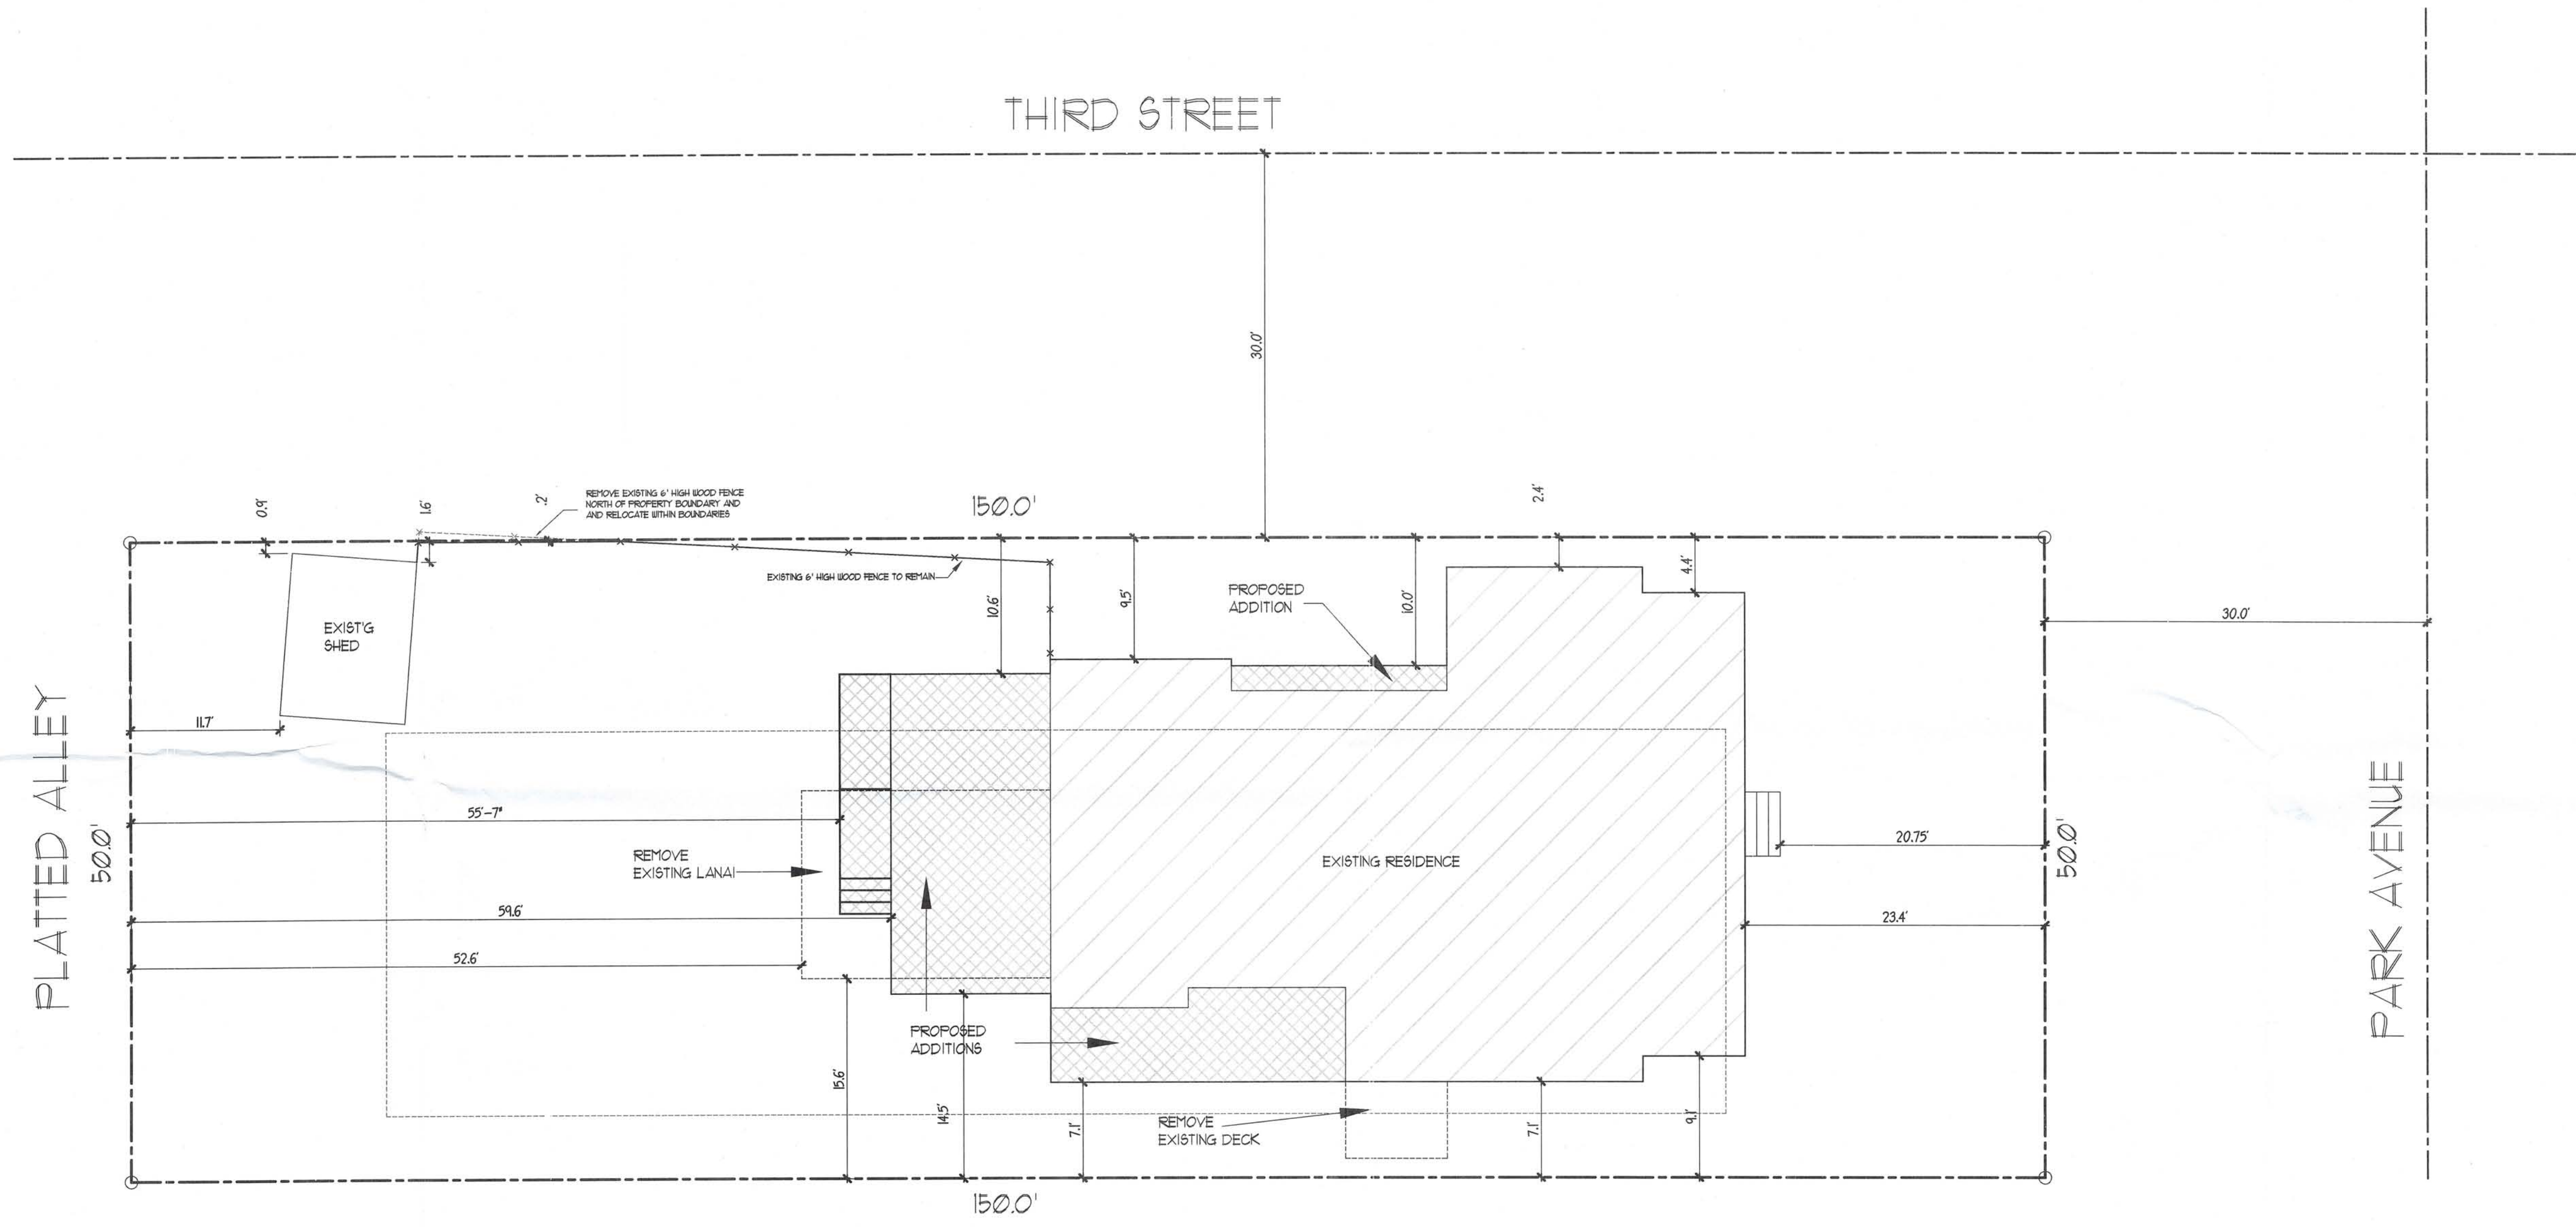 THIRD STREET
30.0'
0.9'
1.6'
.2'
REMOVE EXISTING 6' HIGH WOOD FENCE
NORTH OF PROPERTY BOUNDARY AND
AND RELOCATE WITHIN BOUNDARIES
150.0'
2.4'
EXISTING 6' HIGH WOOD FENCE TO REMAIN
10.6'
9.5'
PROPOSED
ADDITION
10.0'
4.4'
30.0'
EXIST'G
SHED
11.7'
PLATTED ALLEY
50.0'
55'-7"
REMOVE
EXISTING LANAI
59.6'
52.6'
EXISTING RESIDENCE
20.75'
23.4'
50.0'
PARK AVENUE
PROPOSED
ADDITIONS
15.6'
14.5'
7.1'
REMOVE
EXISTING DECK
7.1'
9.1'
150.0'